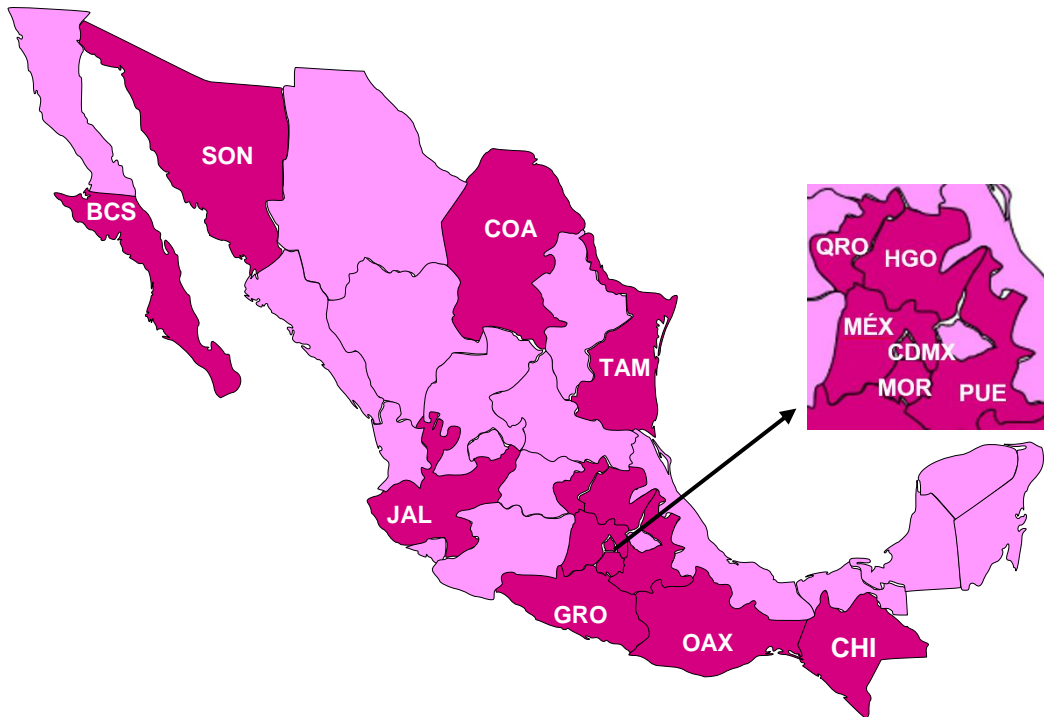 SON
BCS
COA
QRO
HGO
MÉX
CDMX
MOR
PUE
TAM
JAL
GRO
OAX
CHI